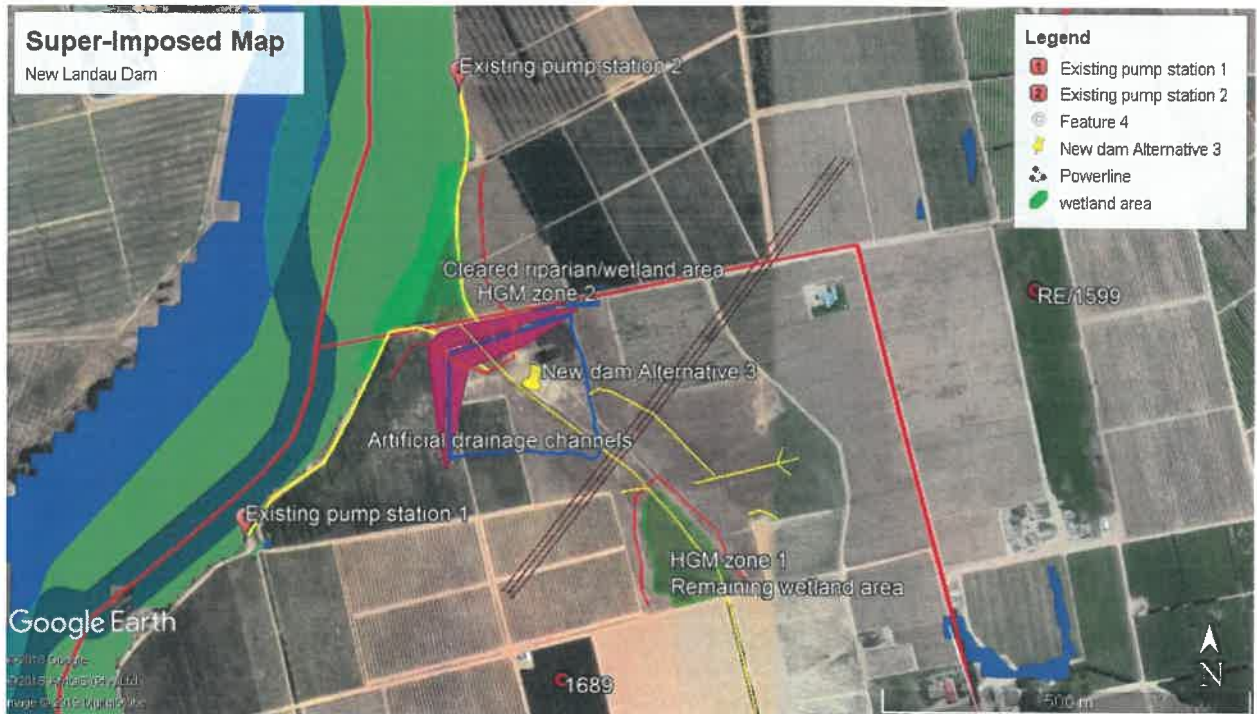 Super-Imposed Map
New Landau Dam
Legend
Existing pump station 1
Existing pump station 2
Feature 4
New dam Alternative 3
Powerline
wetland area
Existing pump station 2
Cleared riparian/wetland area
HGM zone 2
RE/1599
New dam Alternative 3
Artificial drainage channels
Existing pump station 1
HGM zone 1
Remaining wetland area
1689
Google Earth
© 2018 Google
N
500 m